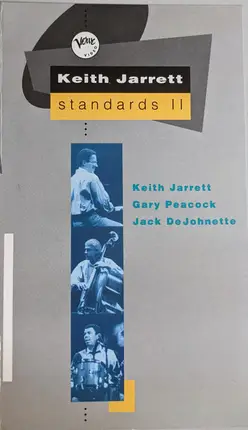 Verve
VIDEO
Keith Jarrett
standards II
Keith Jarrett
Gary Peacock
Jack DeJohnette